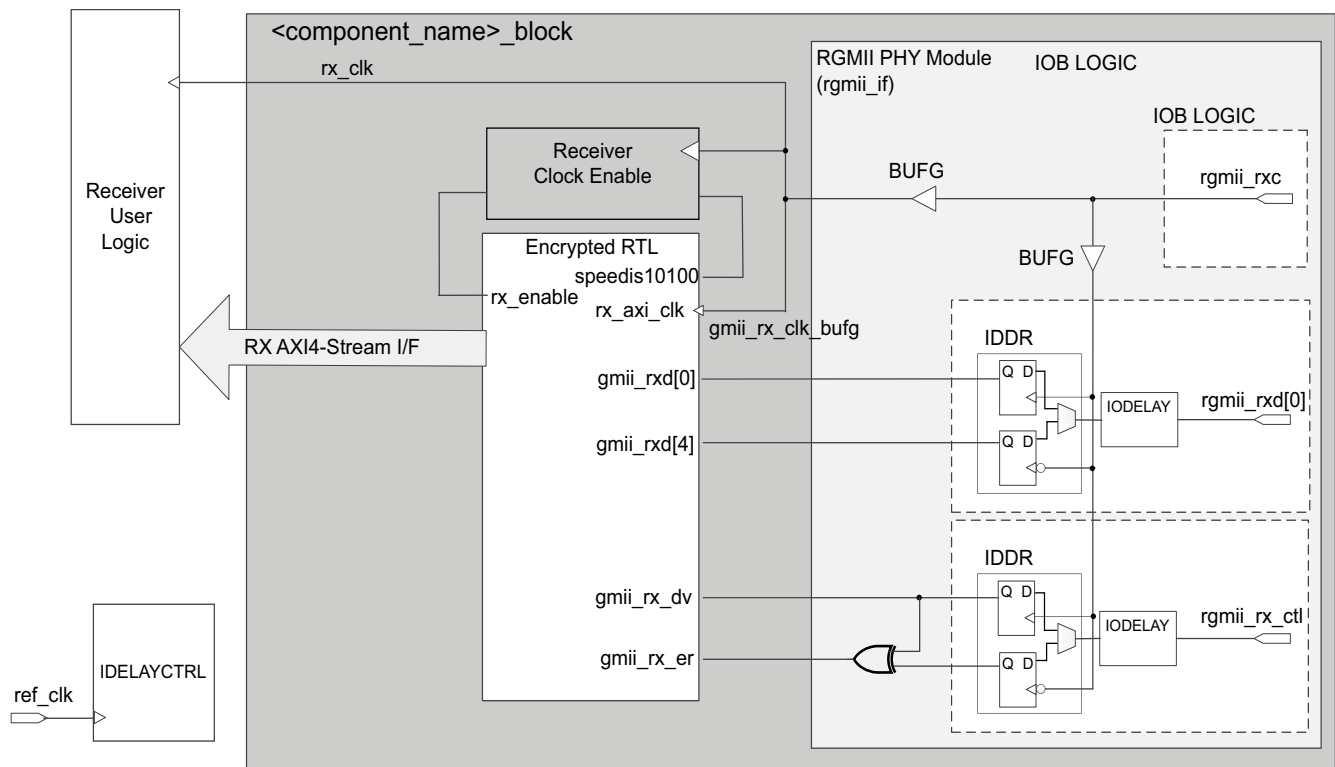 <component_name>_block
rx_clk
RGMII PHY Module
(rgmii_if)
IOB LOGIC
IOB LOGIC
Receiver
Clock Enable
BUFG
rgmii_rxc
Receiver
User
Logic
Encrypted RTL
speedis10100
rx_enable
rx_axi_clk
gmii_rx_clk_bufg
BUFG
RX AXI4-Stream I/F
IDDR
Q D
gmii_rxd[0]
IODELAY
rgmii_rxd[0]
gmii_rxd[4]
Q D
IDDR
Q D
gmii_rx_dv
IODELAY
rgmii_rx_ctl
gmii_rx_er
Q D
IDELAYCTRL
ref_clk